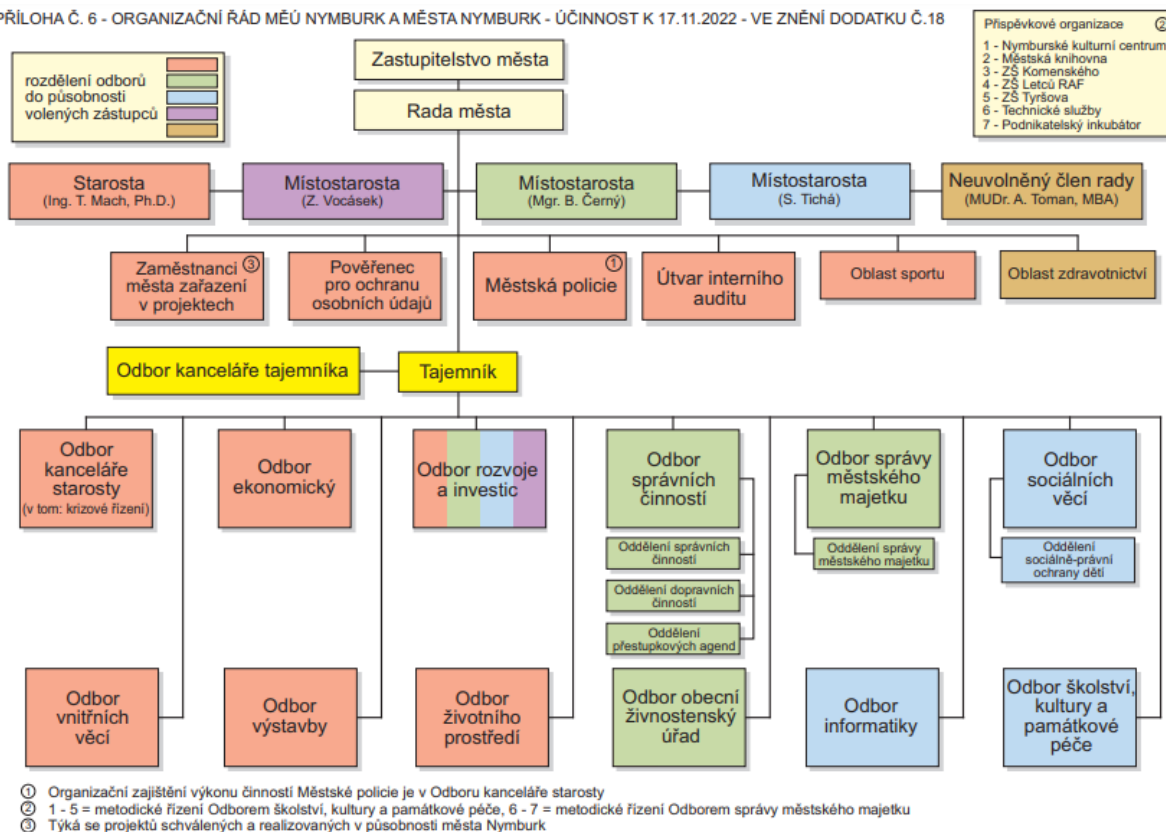 PŘÍLOHA Č. 6 - ORGANIZAČNÍ ŘÁD MĚÚ NYMBURK A MĚSTA NYMBURK - ÚČINNOST K 17.11.2022 - VE ZNĚNÍ DODATKU Č.18
rozdělení odborů
do působnosti
volených zástupců
Zastupitelstvo města
Rada města
Příspěvkové organizace ②
1 - Nymburské kulturní centrum
2 - Městská knihovna
3 - ZŠ Komenského
4 - ZŠ Letců RAF
5 - ZŠ Tyršova
6 - Technické služby
7 - Podnikatelský inkubátor
Starosta
(Ing. T. Mach, Ph.D.)
Místostarosta
(Z. Vocásek)
Místostarosta
(Mgr. B. Černý)
Místostarosta
(S. Tichá)
Neuvolněný člen rady
(MUDr. A. Toman, MBA)
Zaměstnanci ③
města zařazení
v projektech
Pověřenec
pro ochranu
osobních údajů
①
Městská policie
Útvar interního
auditu
Oblast sportu
Oblast zdravotnictví
Odbor kanceláře tajemníka
Tajemník
Odbor
kanceláře
starosty
(v tom: krizové řízení)
Odbor
ekonomický
Odbor rozvoje
a investic
Odbor
správních
činností
Oddělení správních
činností
Oddělení dopravních
činností
Oddělení
přestupkových agend
Odbor správy
městského
majetku
Oddělení správy
městského majetku
Odbor
sociálních
věcí
Oddělení
sociálně-právní
ochrany dětí
Odbor
vnitřních
věcí
Odbor
výstavby
Odbor
životního
prostředí
Odbor obecní
živnostenský
úřad
Odbor
informatiky
Odbor školství,
kultury a
památkové
péče
① Organizační zajištění výkonu činností Městské policie je v Odboru kanceláře starosty
② 1 - 5 = metodické řízení Odborem školství, kultury a památkové péče, 6 - 7 = metodické řízení Odborem správy městského majetku
③ Týká se projektů schválených a realizovaných v působnosti města Nymburk